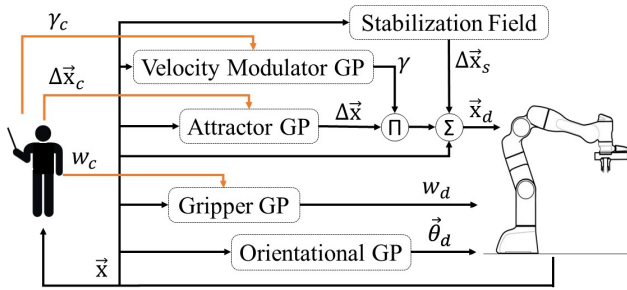 γ_c
Stabilization Field
Velocity Modulator GP
γ
Δx⃗_s
Δx⃗_c
Attractor GP
Δx⃗
Π
Σ
x⃗_d
w_c
Gripper GP
w_d
Orientational GP
θ⃗_d
x⃗